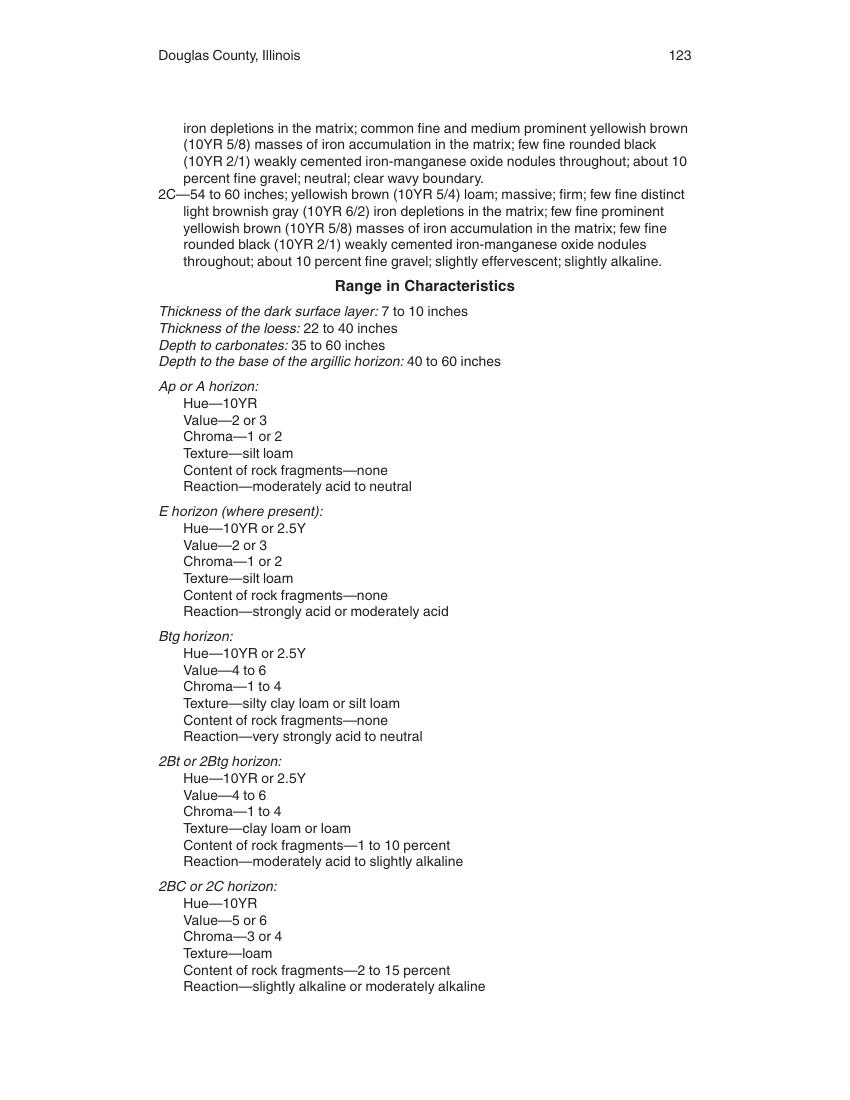 Douglas County, Illinois 123
iron depletions in the matrix; common fine and medium prominent yellowish brown
(10YR 5/8) masses of iron accumulation in the matrix; few fine rounded black
(10YR 2/1) weakly cemented iron-manganese oxide nodules throughout; about 10
percent fine gravel; neutral; clear wavy boundary.
2C—54 to 60 inches; yellowish brown (10YR 5/4) loam; massive; firm; few fine distinct
light brownish gray (10YR 6/2) iron depletions in the matrix; few fine prominent
yellowish brown (10YR 5/8) masses of iron accumulation in the matrix; few fine
rounded black (10YR 2/1) weakly cemented iron-manganese oxide nodules
throughout; about 10 percent fine gravel; slightly effervescent; slightly alkaline.
Range in Characteristics
Thickness of the dark surface layer: 7 to 10 inches
Thickness of the loess: 22 to 40 inches
Depth to carbonates: 35 to 60 inches
Depth to the base of the argillic horizon: 40 to 60 inches
Ap or A horizon:
Hue—10YR
Value—2 or 3
Chroma—1 or 2
Texture—silt loam
Content of rock fragments—none
Reaction—moderately acid to neutral
E horizon (where present):
Hue—10YR or 2.5Y
Value—2 or 3
Chroma—1 or 2
Texture—silt loam
Content of rock fragments—none
Reaction—strongly acid or moderately acid
Btg horizon:
Hue—10YR or 2.5Y
Value—4 to 6
Chroma—1 to 4
Texture—silty clay loam or silt loam
Content of rock fragments—none
Reaction—very strongly acid to neutral
2Bt or 2Btg horizon:
Hue—10YR or 2.5Y
Value—4 to 6
Chroma—1 to 4
Texture—clay loam or loam
Content of rock fragments—1 to 10 percent
Reaction—moderately acid to slightly alkaline
2BC or 2C horizon:
Hue—10YR
Value—5 or 6
Chroma—3 or 4
Texture—loam
Content of rock fragments—2 to 15 percent
Reaction—slightly alkaline or moderately alkaline